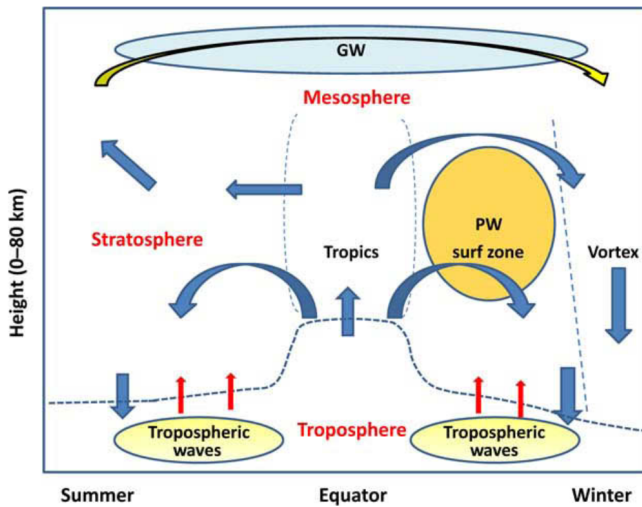 GW
Mesosphere
PW
surf zone
Stratosphere
Tropics
Vortex
Height (0–80 km)
Troposphere
Tropospheric
waves
Tropospheric
waves
Summer
Equator
Winter